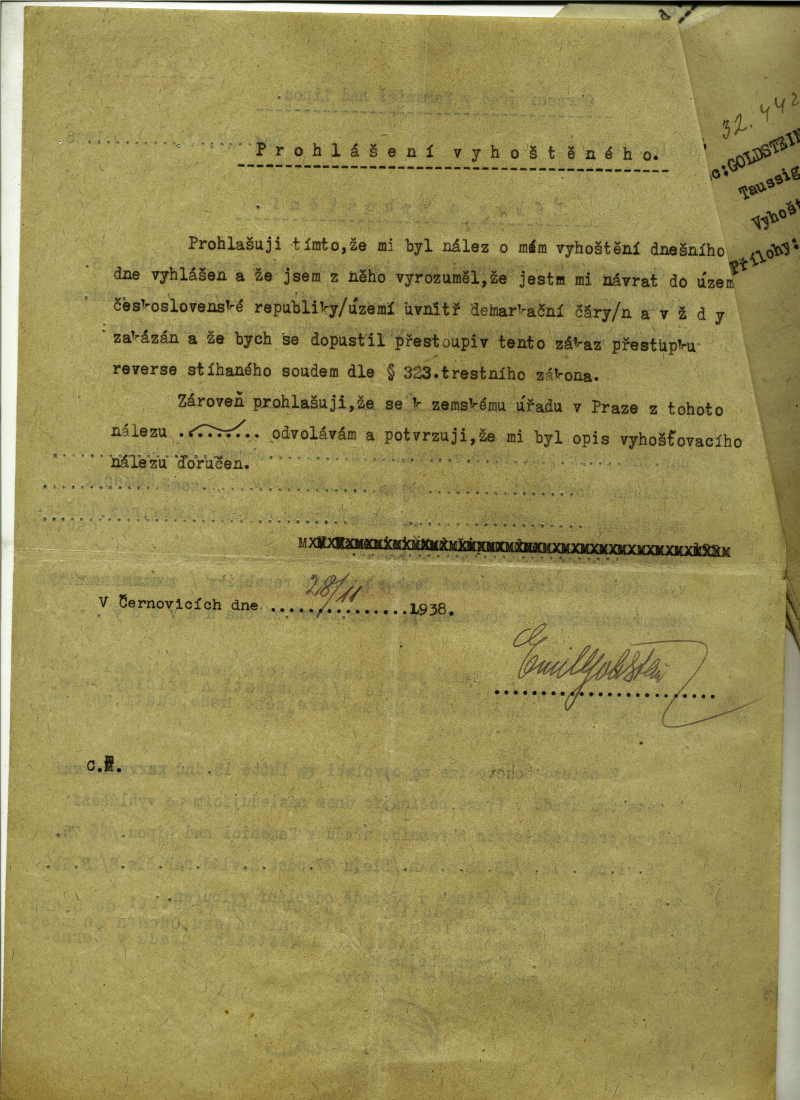 32.442
Prohlášení vyhoštěného.
c:GOLDSTEIN
Taussig
Vyhošt
Přílohy:
Prohlašuji tímto,že mi byl nález o mém vyhoštění dnešního
dne vyhlášen a že jsem z něho vyrozuměl,že jestm mi návrat do územ
československé republiky/území uvnitř demarkační čáry/n a v ž d y
zakázán a že bych se dopustil přestoupiv tento zákaz přestupku
reverse stíhaného soudem dle § 323.trestního zákona.
Zároveň prohlašuji,že se k zemskému úřadu v Praze z tohoto
nálezu ......... odvolávám a potvrzuji,že mi byl opis vyhošťovacího
nálezu doručen.
V Černovicích dne ...28/11...1938.
Emil Goldstein